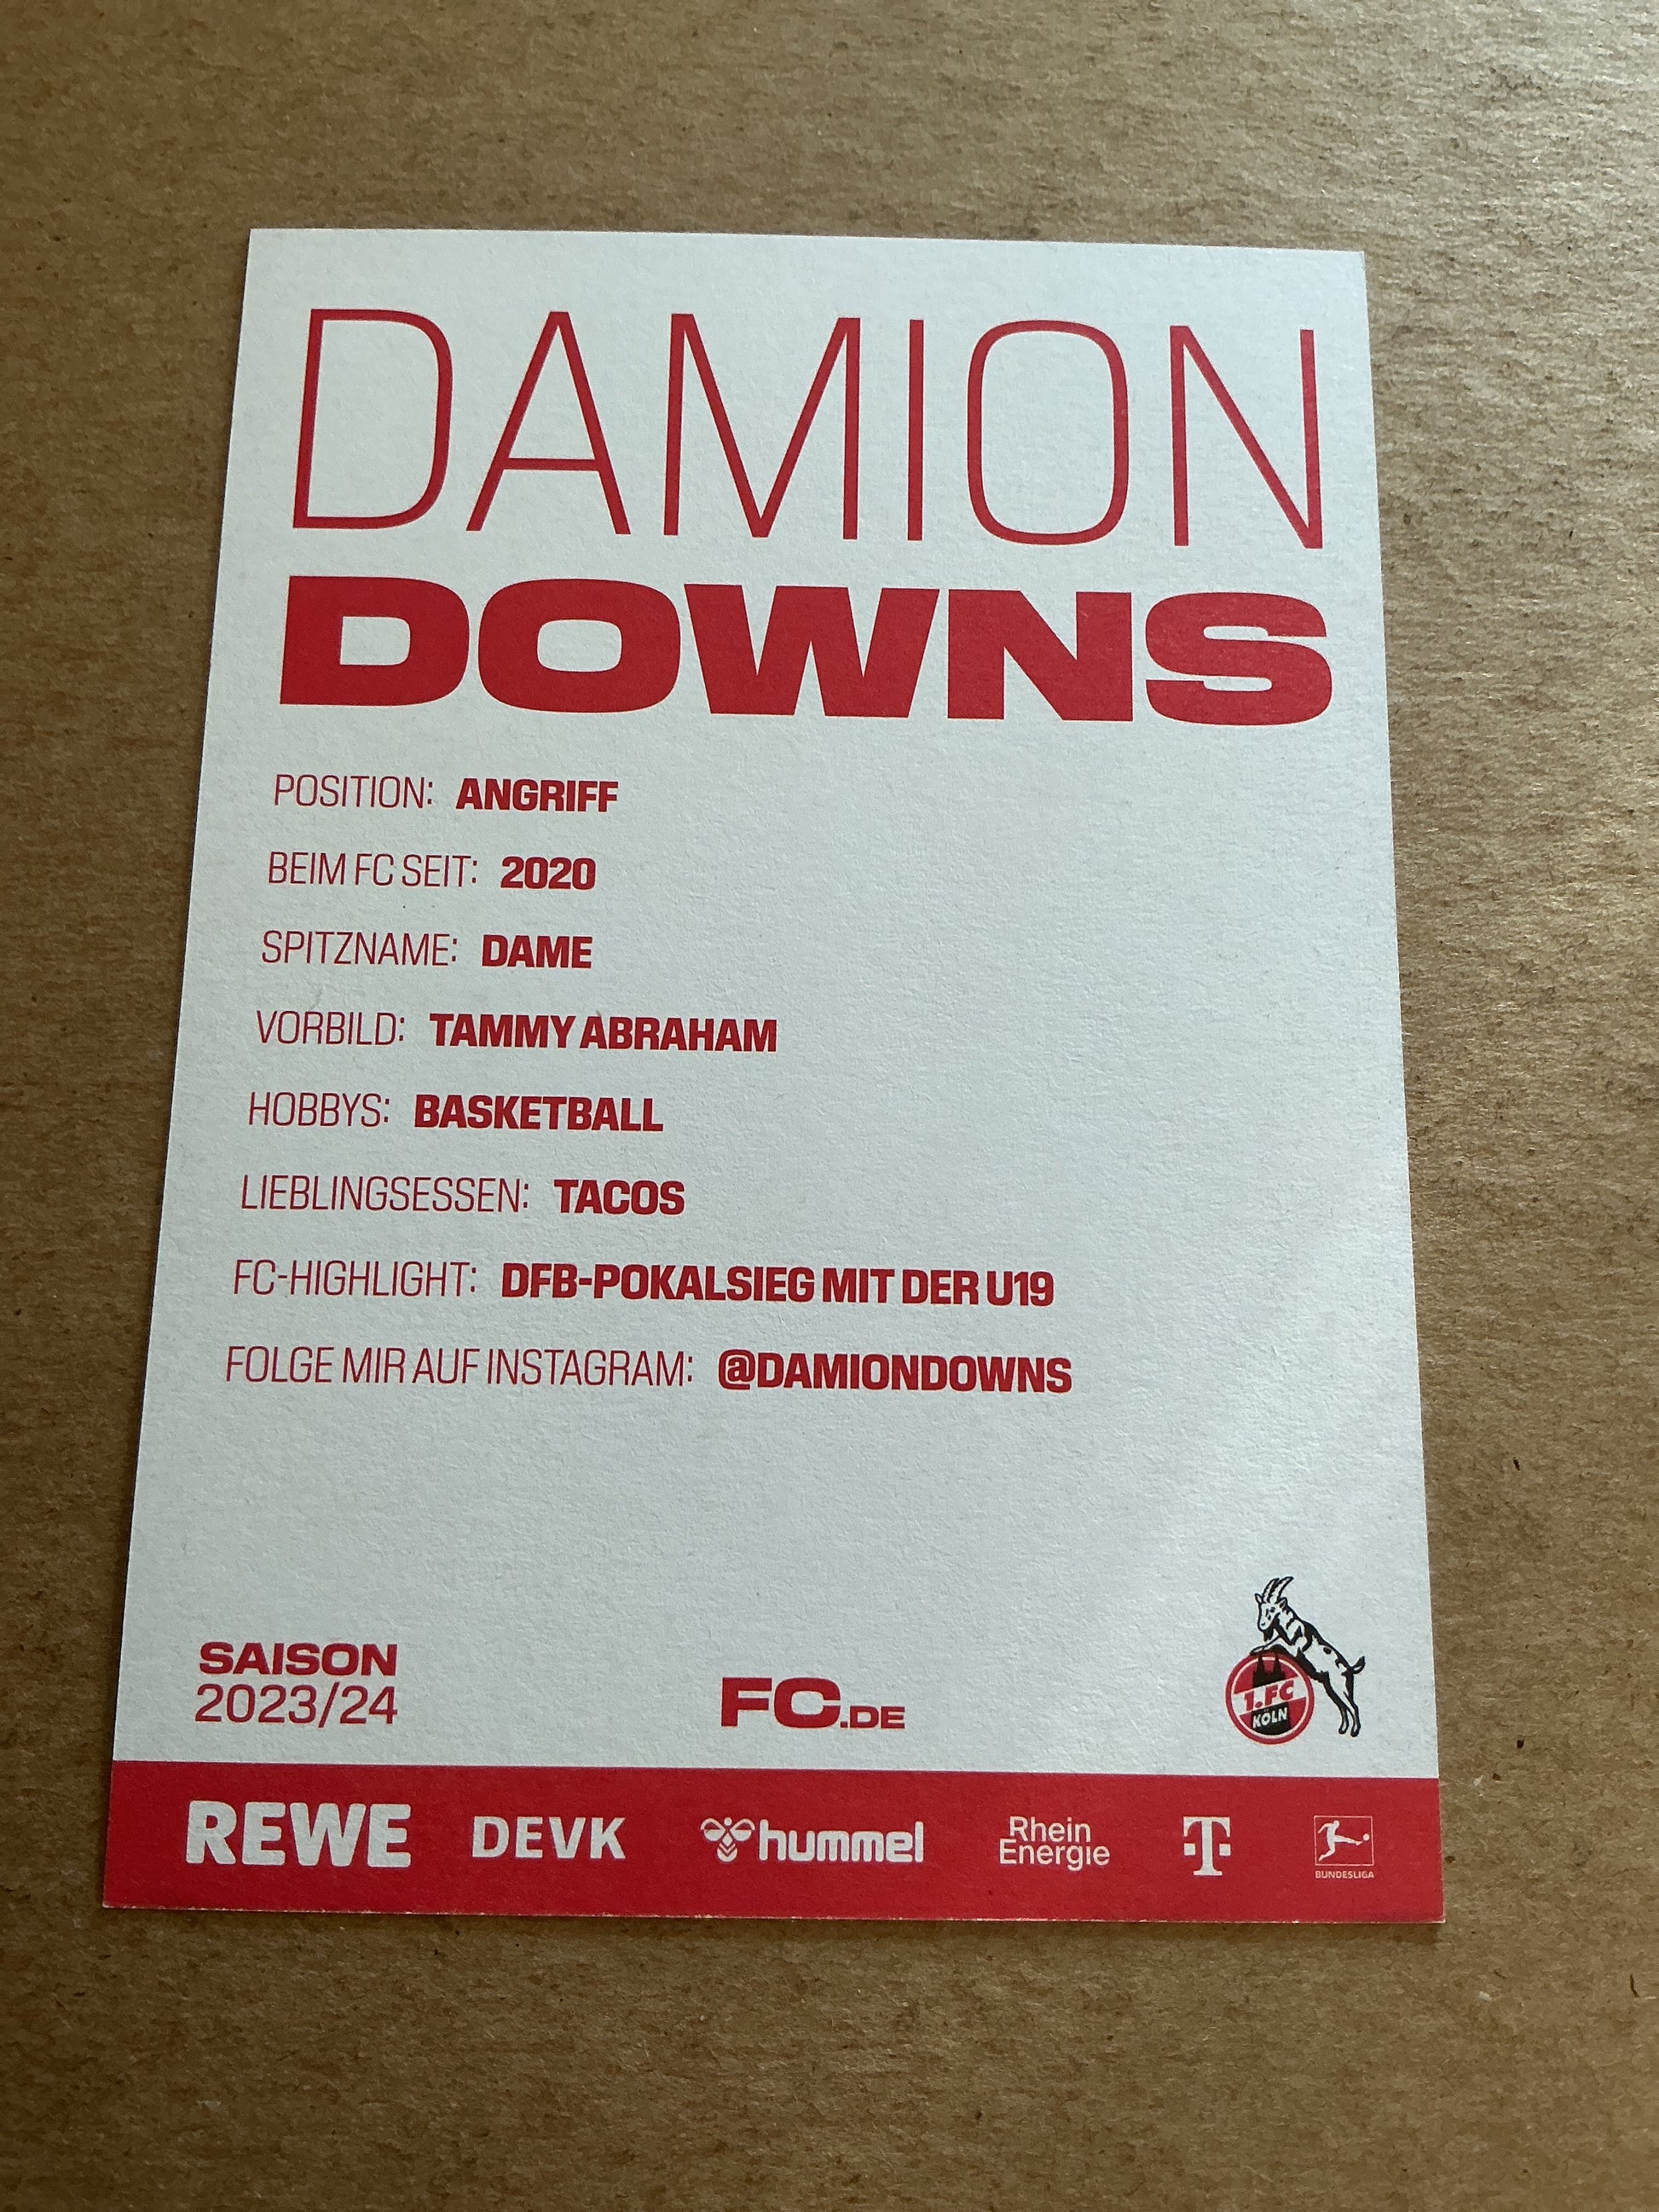 DAMION
DOWNS
POSITION: ANGRIFF
BEIM FC SEIT: 2020
SPITZNAME: DAME
VORBILD: TAMMY ABRAHAM
HOBBYS: BASKETBALL
LIEBLINGSESSEN: TACOS
FC-HIGHLIGHT: DFB-POKALSIEG MIT DER U19
FOLGE MIR AUF INSTAGRAM: @DAMIONDOWNS
SAISON
2023/24
FC.DE
1.FC
KÖLN
REWE
DEVK
hummel
Rhein
Energie
T
BUNDESLIGA